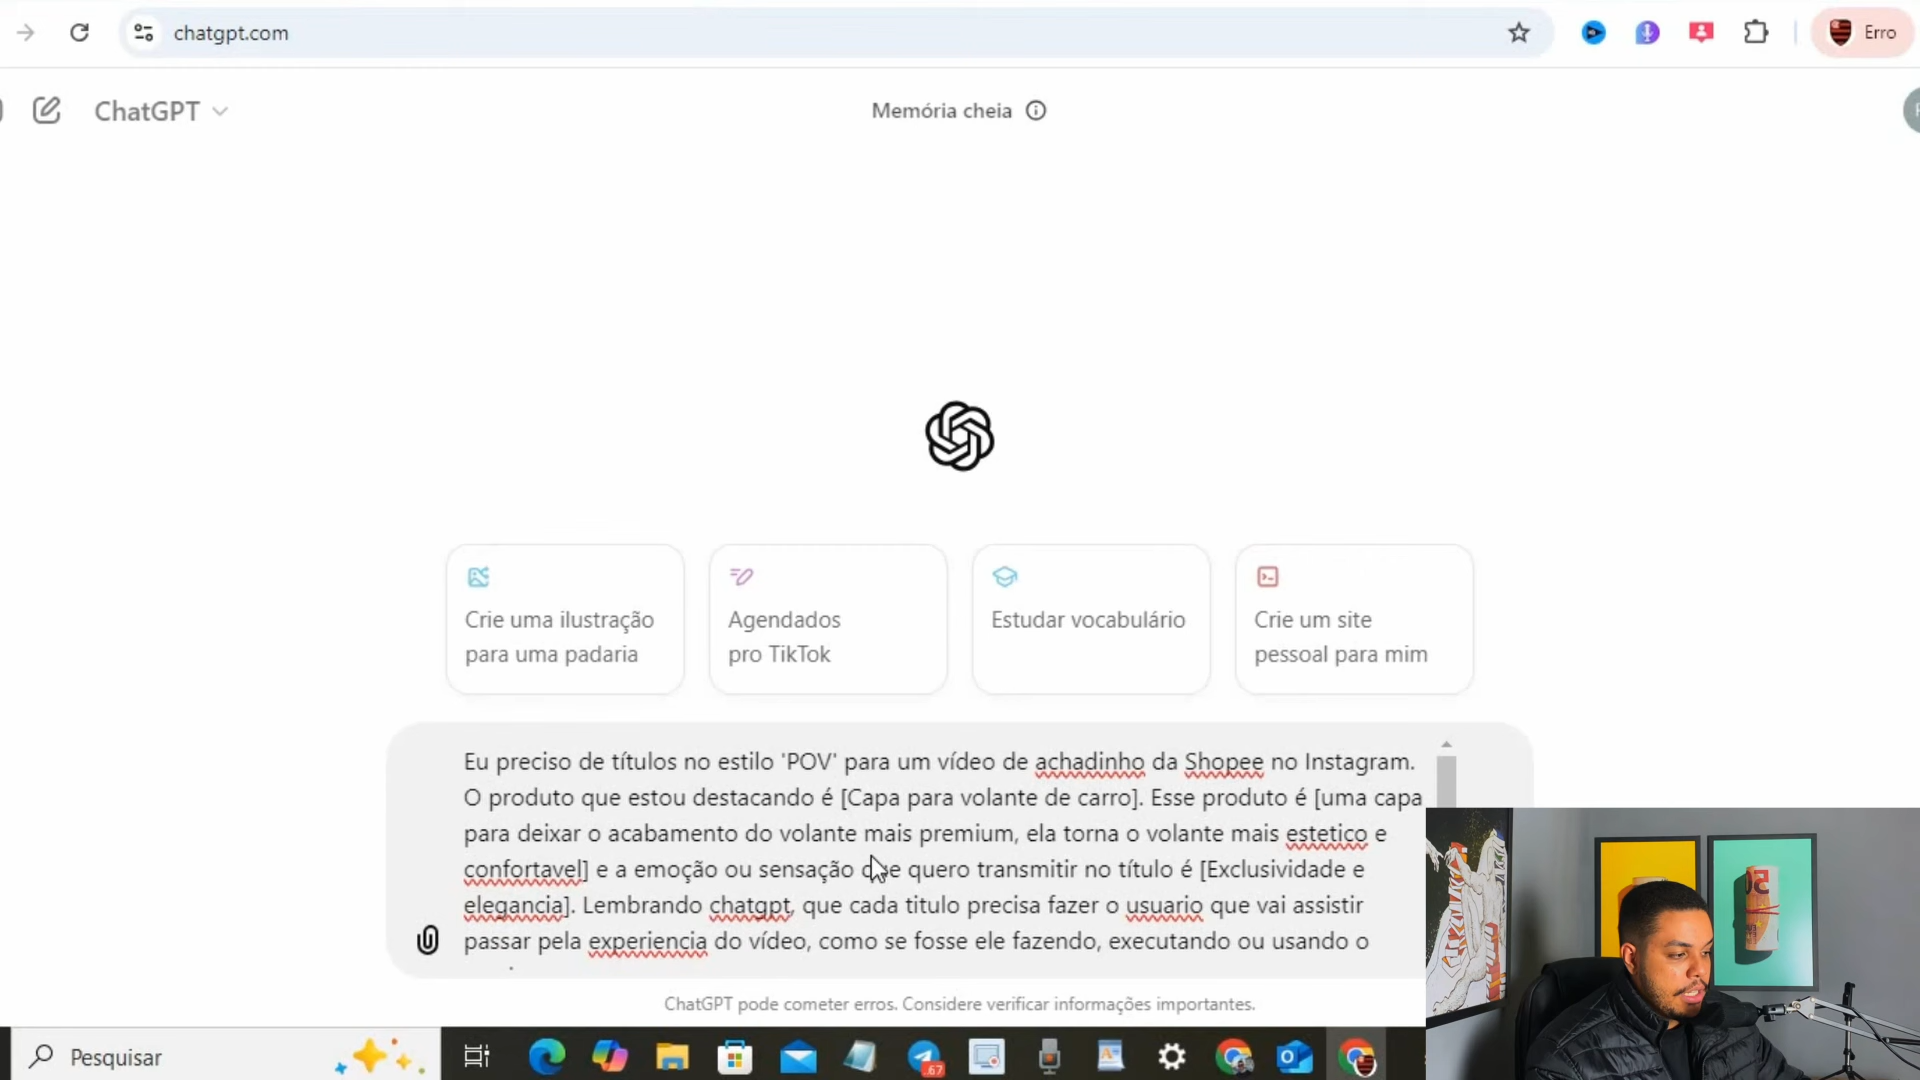 chatgpt.com
Erro
ChatGPT
Memória cheia
Crie uma ilustração
para uma padaria
Agendados
pro TikTok
Estudar vocabulário
Crie um site
pessoal para mim
Eu preciso de títulos no estilo 'POV' para um vídeo de achadinho da Shopee no Instagram.
O produto que estou destacando é [Capa para volante de carro]. Esse produto é [uma capa
para deixar o acabamento do volante mais premium, ela torna o volante mais estetico e
confortavel] e a emoção ou sensação que quero transmitir no título é [Exclusividade e
elegancia]. Lembrando chatgpt, que cada titulo precisa fazer o usuario que vai assistir
passar pela experiencia do vídeo, como se fosse ele fazendo, executando ou usando o
ChatGPT pode cometer erros. Considere verificar informações importantes.
Pesquisar
.67